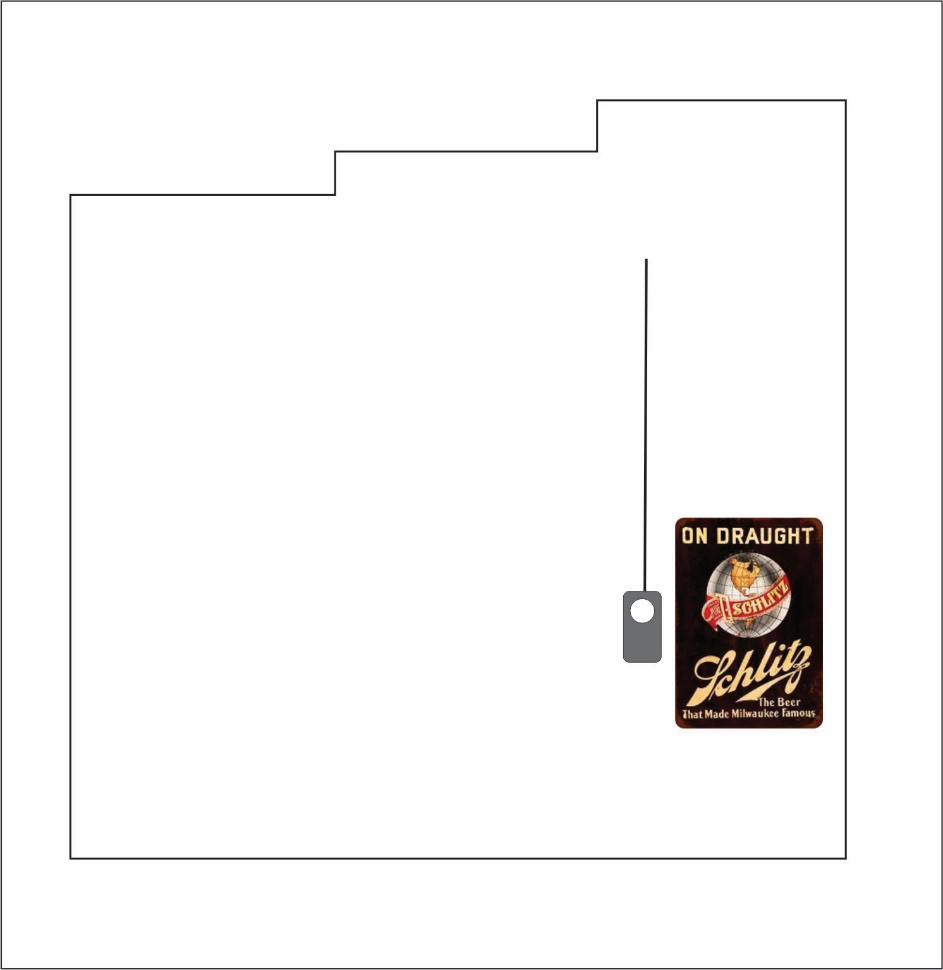 ON DRAUGHT
SCHLITZ
Schlitz
The Beer
That Made Milwaukee Famous